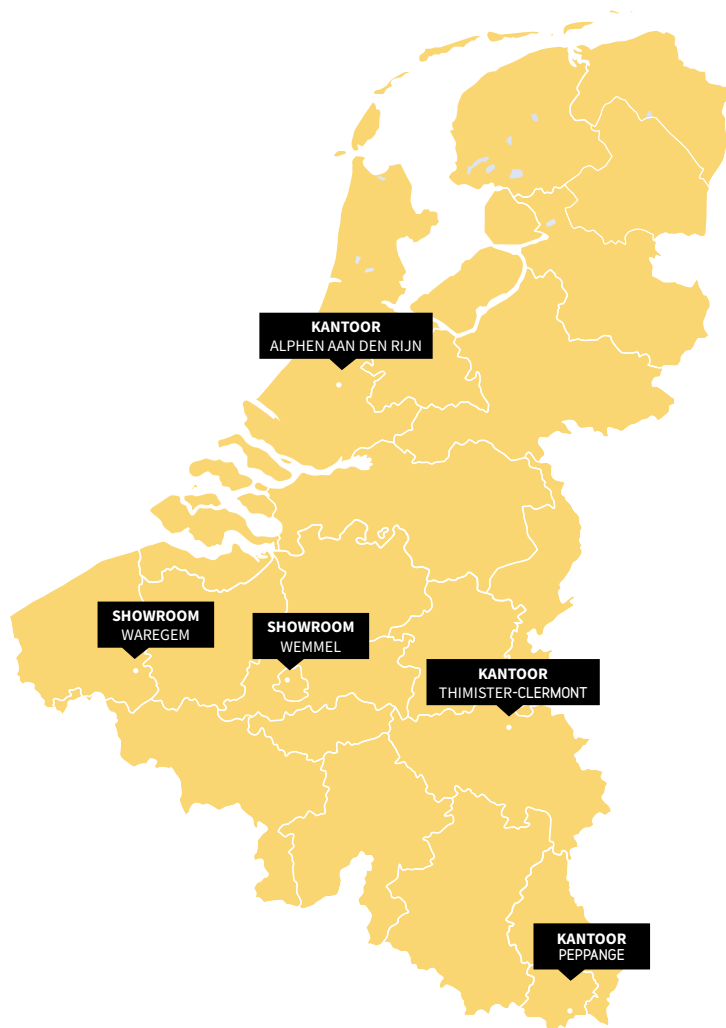 KANTOOR
ALPHEN AAN DEN RIJN
SHOWROOM
WAREGEM
SHOWROOM
WEMMEL
KANTOOR
THIMISTER-CLERMONT
KANTOOR
PEPPANGE